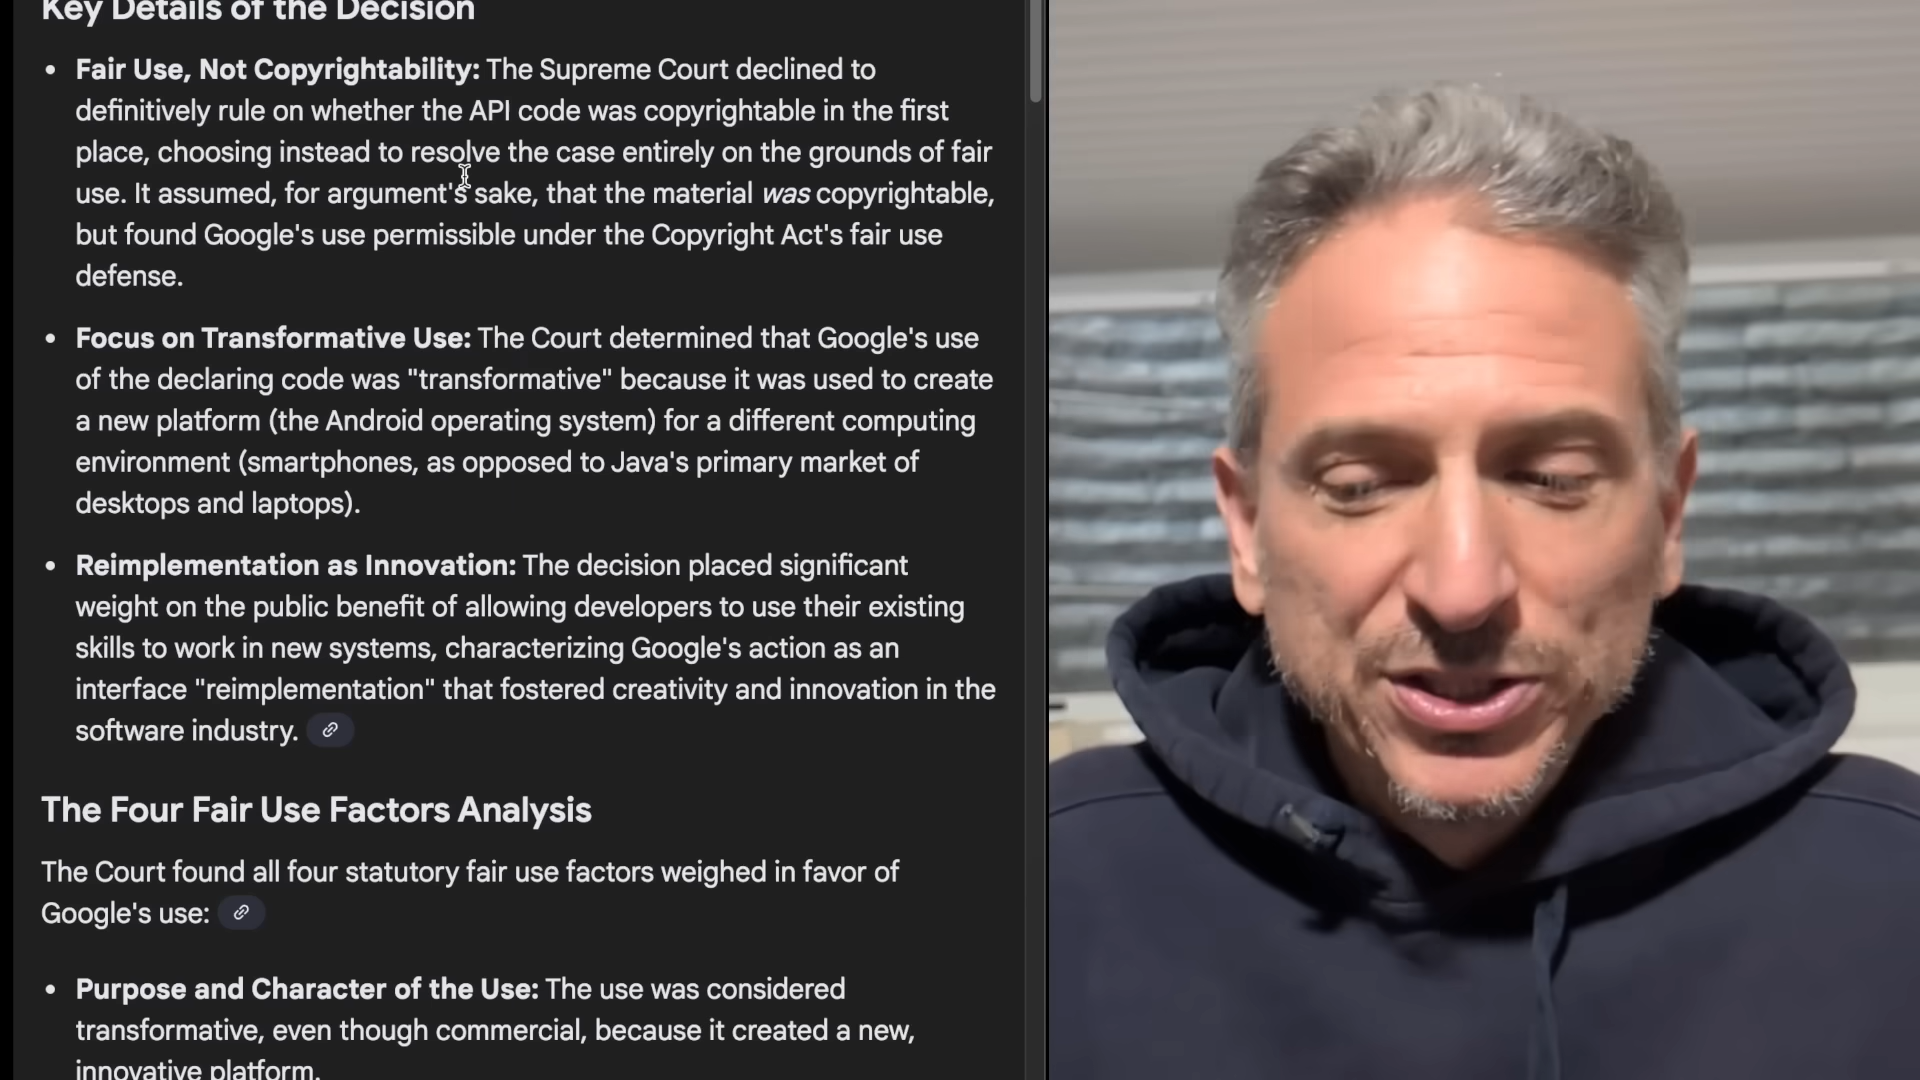 Key Details of the Decision
• Fair Use, Not Copyrightability: The Supreme Court declined to
definitively rule on whether the API code was copyrightable in the first
place, choosing instead to resolve the case entirely on the grounds of fair
use. It assumed, for argument's sake, that the material was copyrightable,
but found Google's use permissible under the Copyright Act's fair use
defense.
• Focus on Transformative Use: The Court determined that Google's use
of the declaring code was "transformative" because it was used to create
a new platform (the Android operating system) for a different computing
environment (smartphones, as opposed to Java's primary market of
desktops and laptops).
• Reimplementation as Innovation: The decision placed significant
weight on the public benefit of allowing developers to use their existing
skills to work in new systems, characterizing Google's action as an
interface "reimplementation" that fostered creativity and innovation in the
software industry.
The Four Fair Use Factors Analysis
The Court found all four statutory fair use factors weighed in favor of
Google's use:
• Purpose and Character of the Use: The use was considered
transformative, even though commercial, because it created a new,
innovative platform.